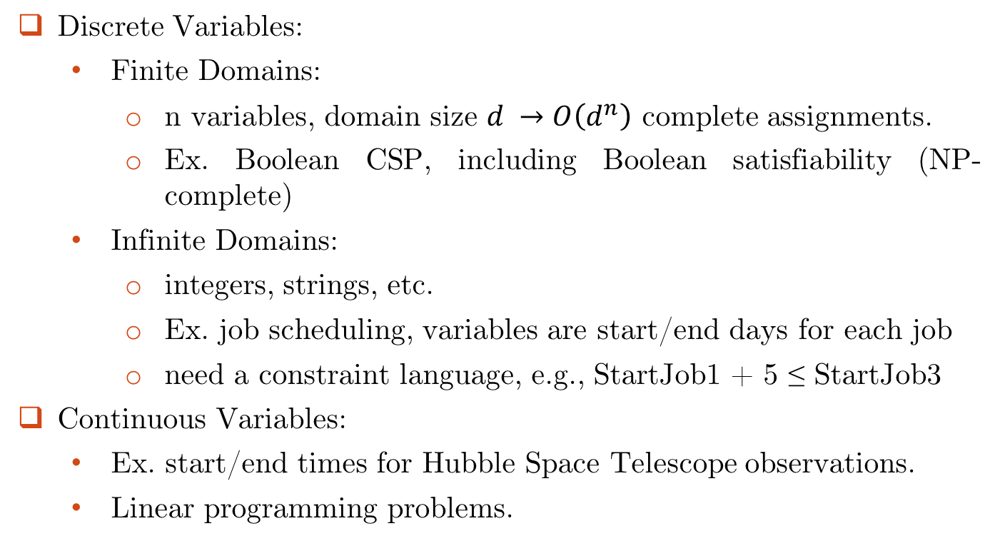 ❑ Discrete Variables:
• Finite Domains:
o n variables, domain size d → O(dⁿ) complete assignments.
o Ex. Boolean CSP, including Boolean satisfiability (NP-
complete)
• Infinite Domains:
o integers, strings, etc.
o Ex. job scheduling, variables are start/end days for each job
o need a constraint language, e.g., StartJob1 + 5 ≤ StartJob3
❑ Continuous Variables:
• Ex. start/end times for Hubble Space Telescope observations.
• Linear programming problems.